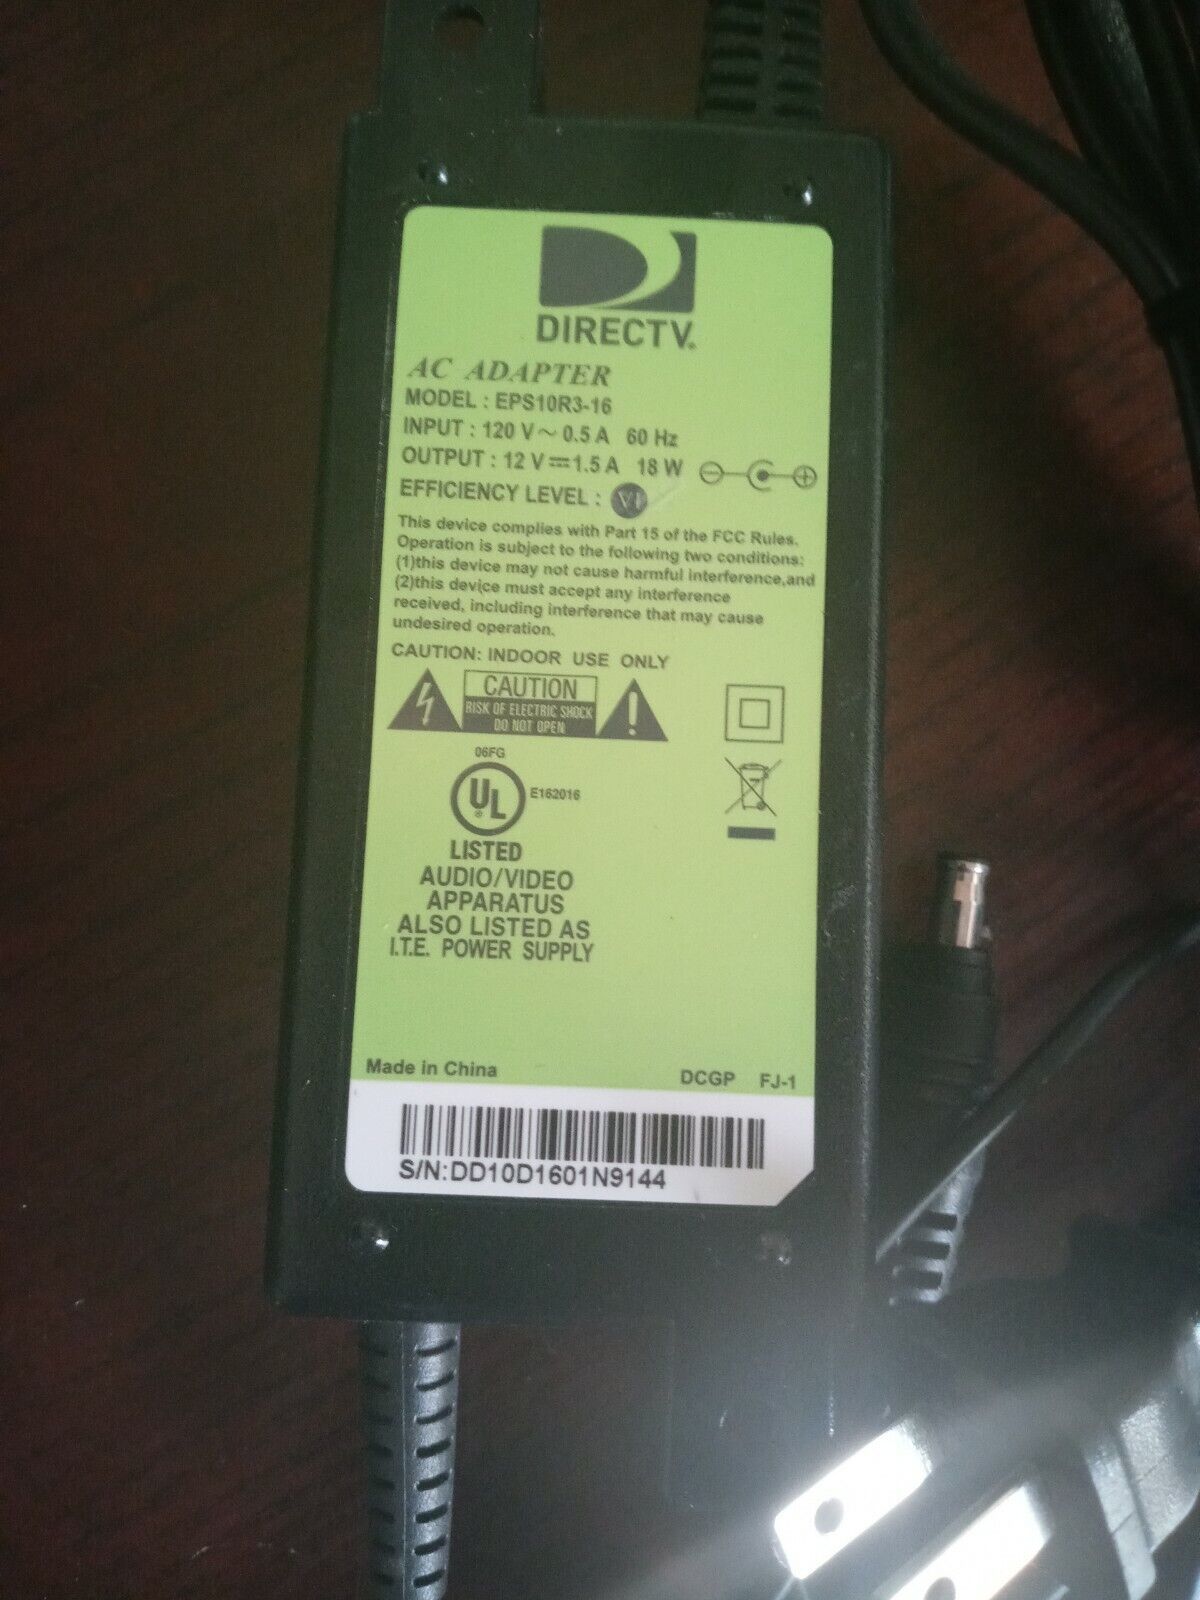 DIRECTV®
AC ADAPTER
MODEL : EPS10R3-16
INPUT : 120 V ~ 0.5 A 60 Hz
OUTPUT : 12 V ⎓ 1.5 A 18 W
EFFICIENCY LEVEL : VI
This device complies with Part 15 of the FCC Rules.
Operation is subject to the following two conditions:
(1)this device may not cause harmful interference,and
(2)this device must accept any interference
received, including interference that may cause
undesired operation.
CAUTION: INDOOR USE ONLY
CAUTION
RISK OF ELECTRIC SHOCK
DO NOT OPEN
06FG
UL® E162016
LISTED
AUDIO/VIDEO
APPARATUS
ALSO LISTED AS
I.T.E. POWER SUPPLY
Made in China DCGP FJ-1
S/N:DD10D1601N9144